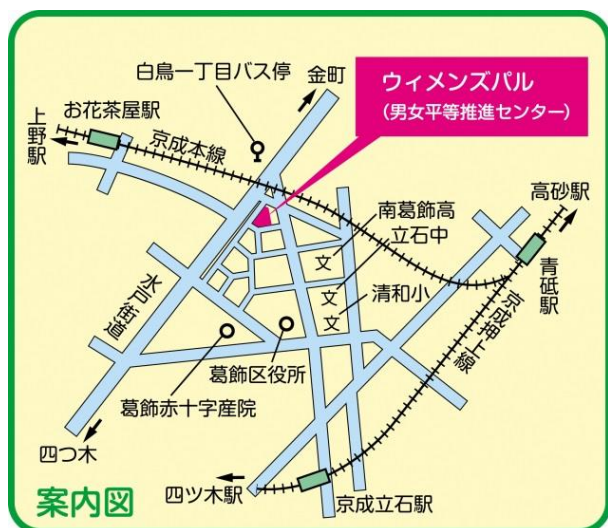 白鳥一丁目バス停
金町
ウィメンズパル
(男女平等推進センター)
お花茶屋駅
上野駅
京成本線
高砂駅
南葛飾高
立石中
清和小
文
文
文
青砥駅
京成押上線
水戸街道
葛飾区役所
葛飾赤十字産院
四つ木
四ツ木駅
京成立石駅
案内図